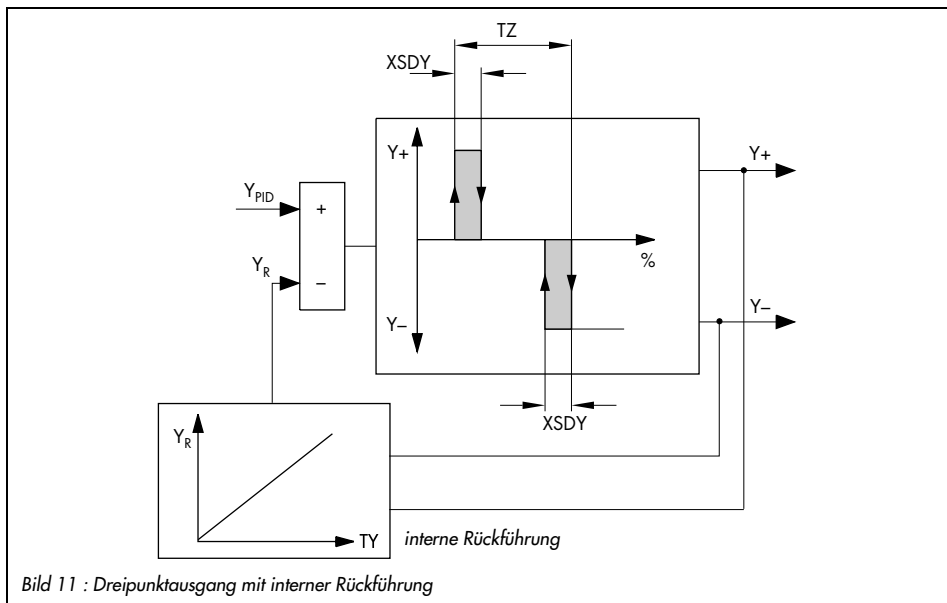 TZ
XSDY
Y+
Y+
Y_PID
+
%
Y_R
–
Y–
Y–
XSDY
Y_R
TY
interne Rückführung
Bild 11 : Dreipunktausgang mit interner Rückführung